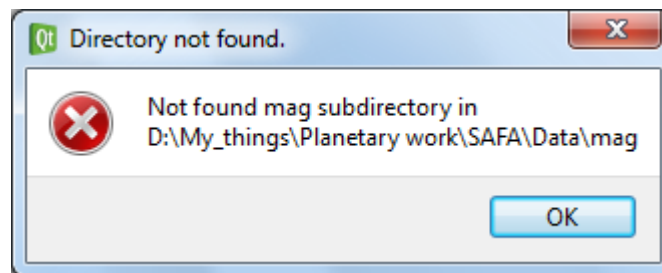 Qt Directory not found.
Not found mag subdirectory in
D:\My_things\Planetary work\SAFA\Data\mag
OK